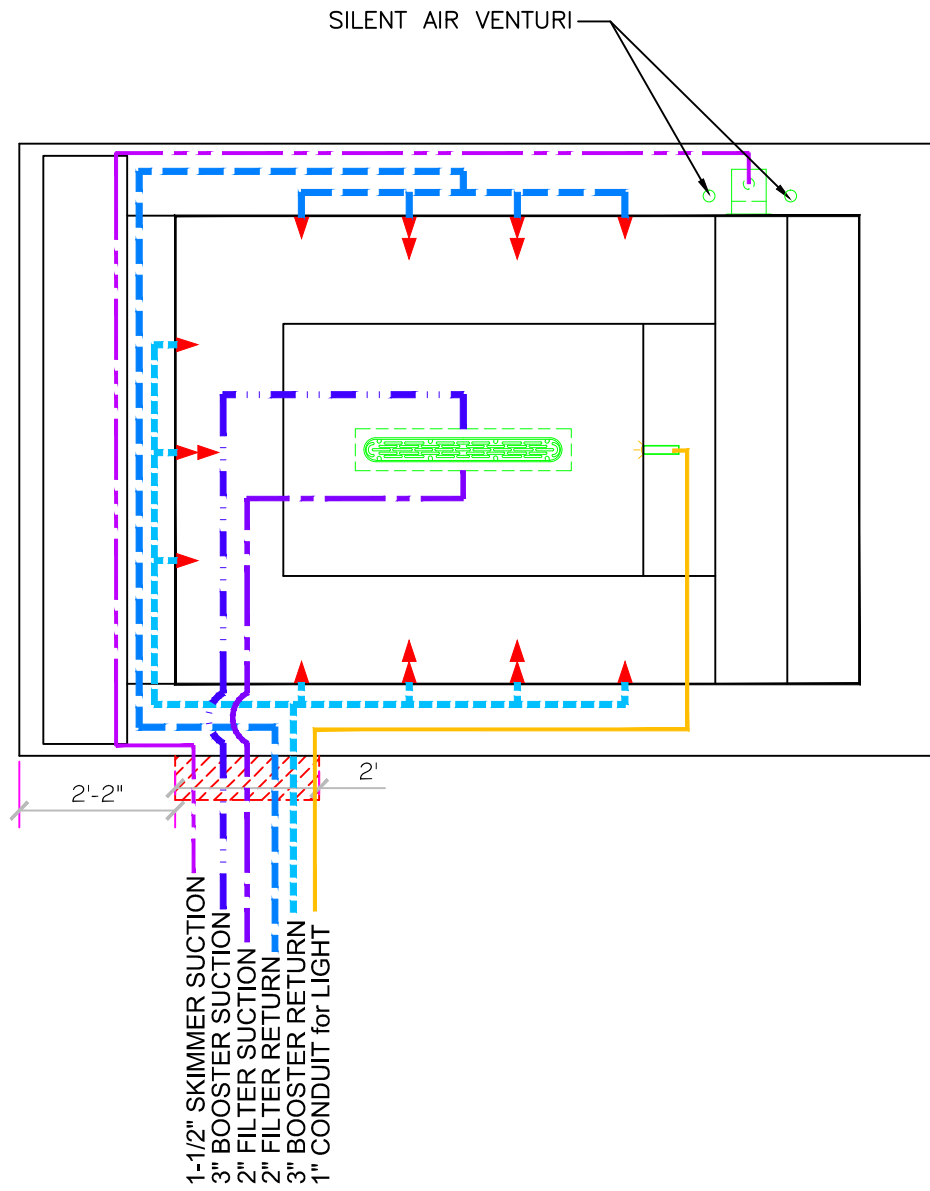 SILENT AIR VENTURI
2'
2'-2"
1-1/2" SKIMMER SUCTION
3" BOOSTER SUCTION
2" FILTER SUCTION
2" FILTER RETURN
3" BOOSTER RETURN
1" CONDUIT for LIGHT